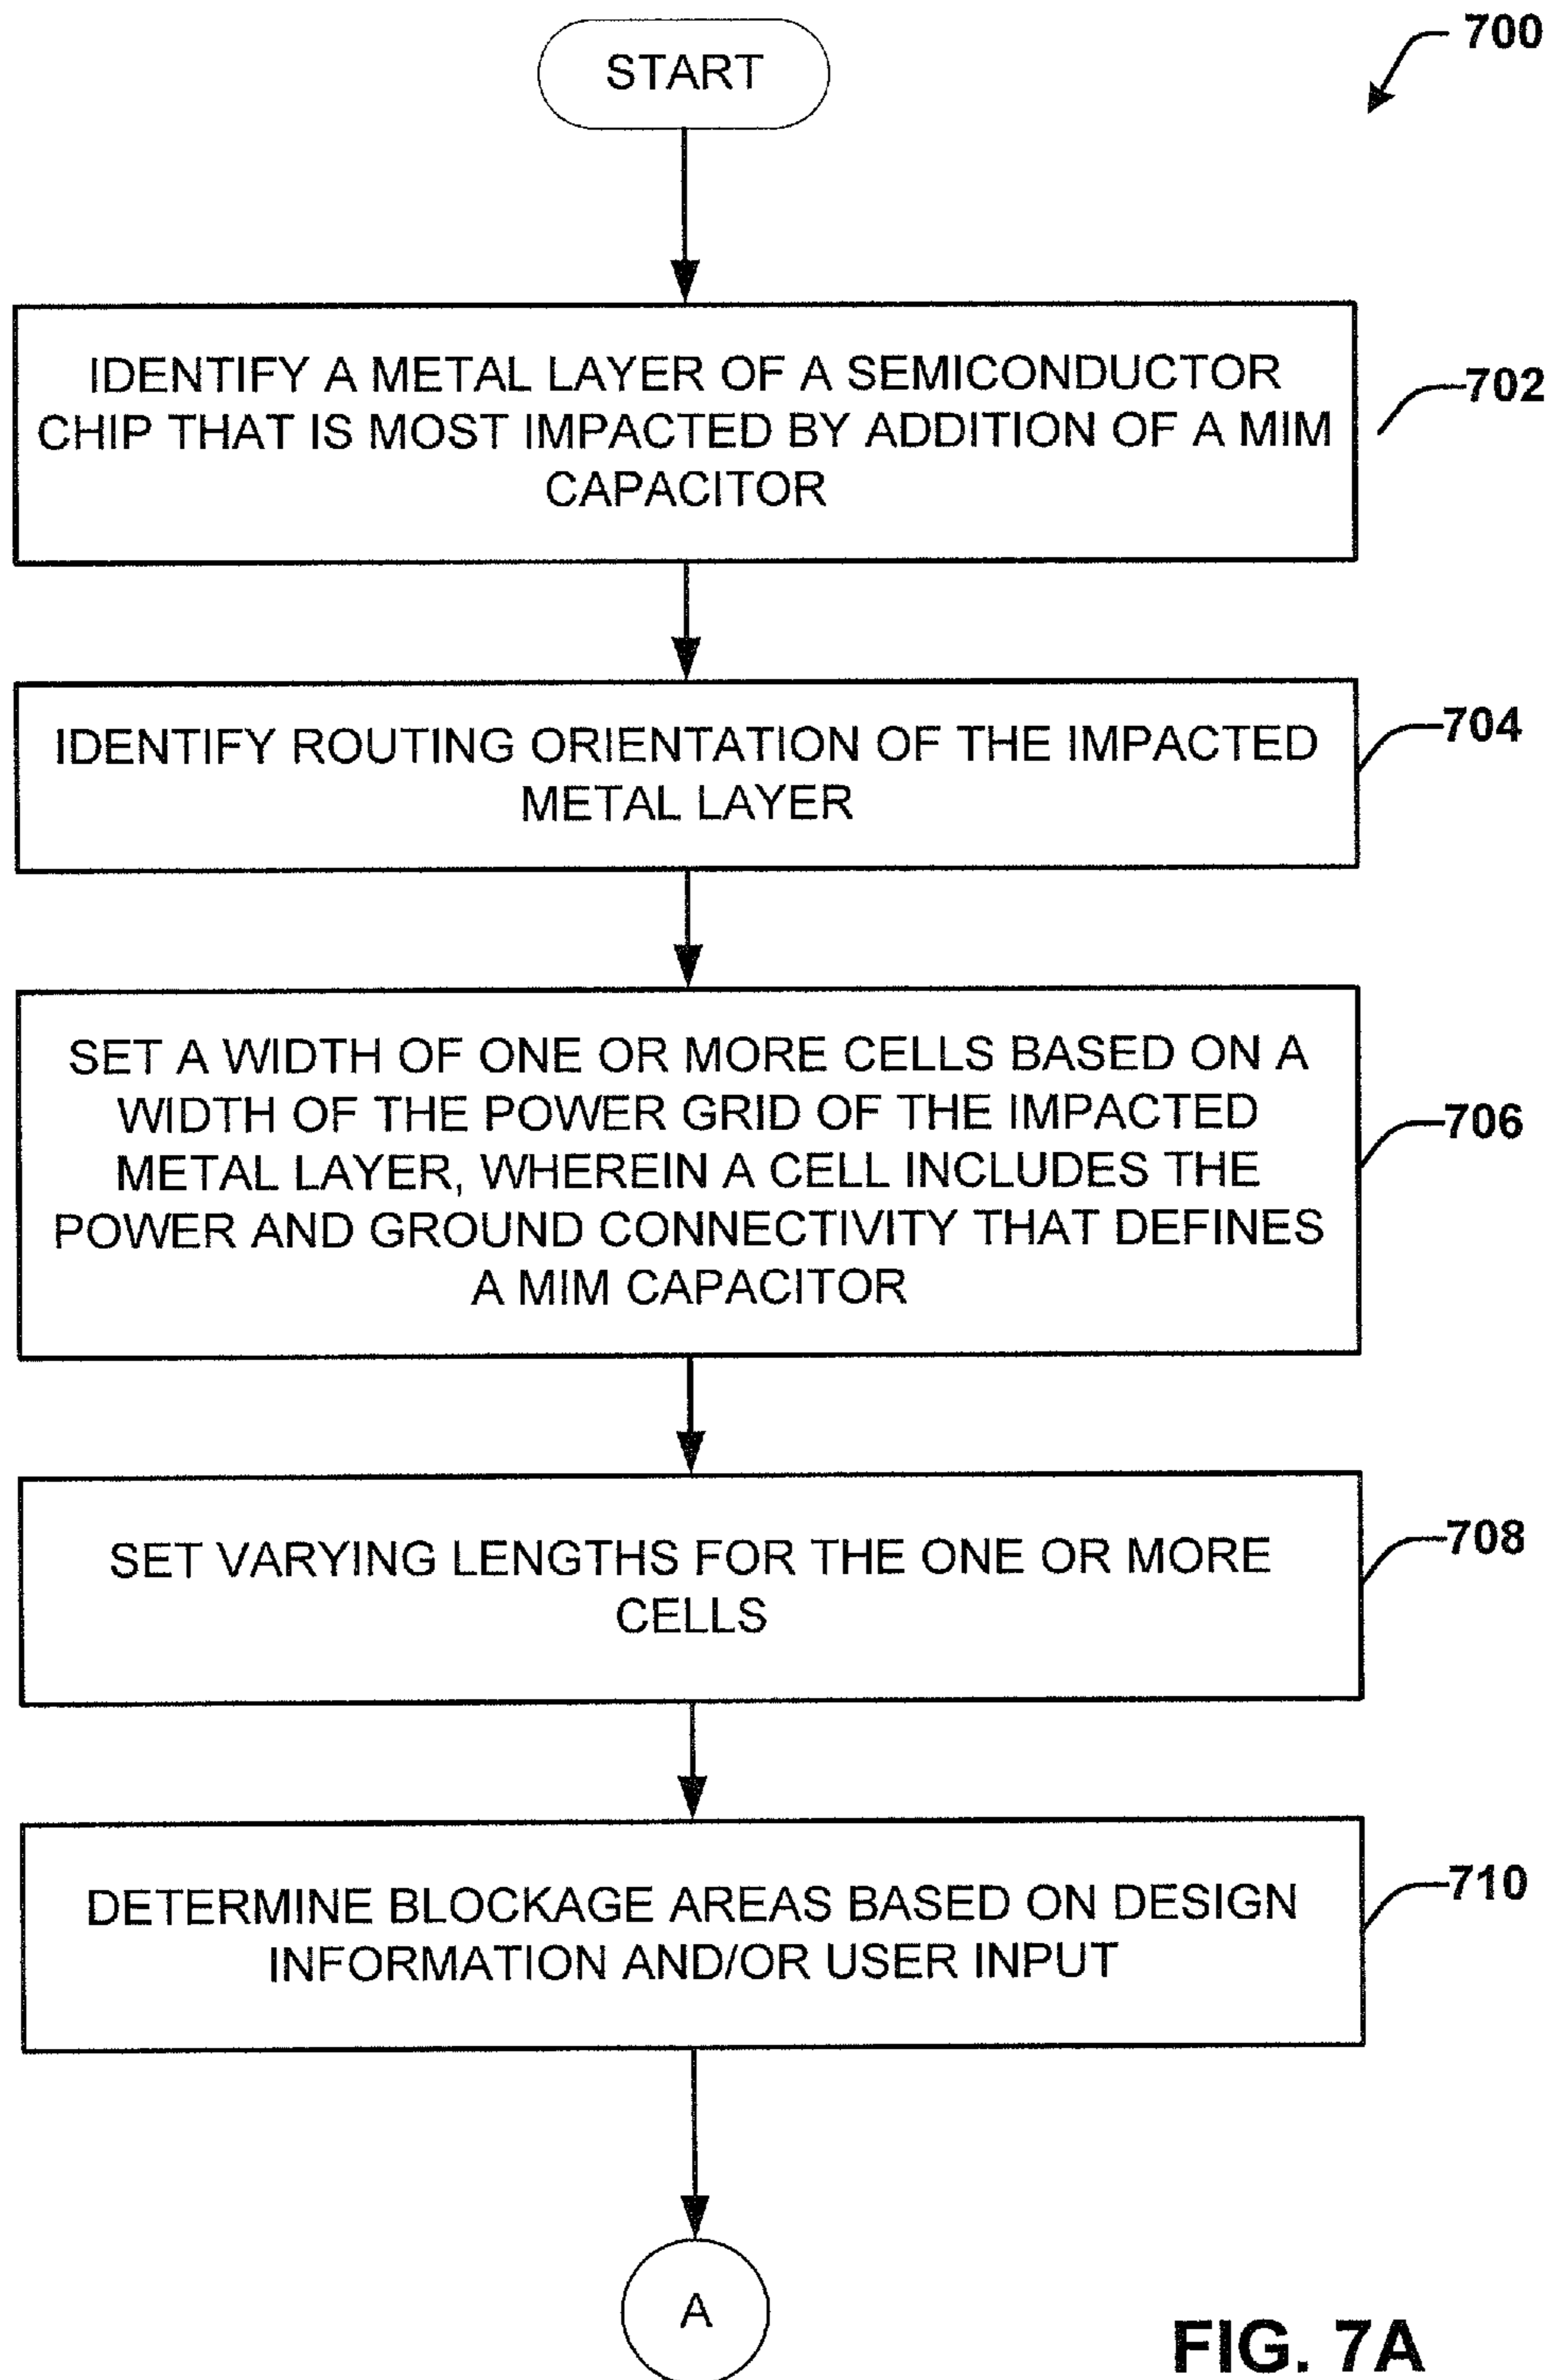 START
700
IDENTIFY A METAL LAYER OF A SEMICONDUCTOR
CHIP THAT IS MOST IMPACTED BY ADDITION OF A MIM
CAPACITOR
702
IDENTIFY ROUTING ORIENTATION OF THE IMPACTED
METAL LAYER
704
SET A WIDTH OF ONE OR MORE CELLS BASED ON A
WIDTH OF THE POWER GRID OF THE IMPACTED
METAL LAYER, WHEREIN A CELL INCLUDES THE
POWER AND GROUND CONNECTIVITY THAT DEFINES
A MIM CAPACITOR
706
SET VARYING LENGTHS FOR THE ONE OR MORE
CELLS
708
DETERMINE BLOCKAGE AREAS BASED ON DESIGN
INFORMATION AND/OR USER INPUT
710
A
FIG. 7A